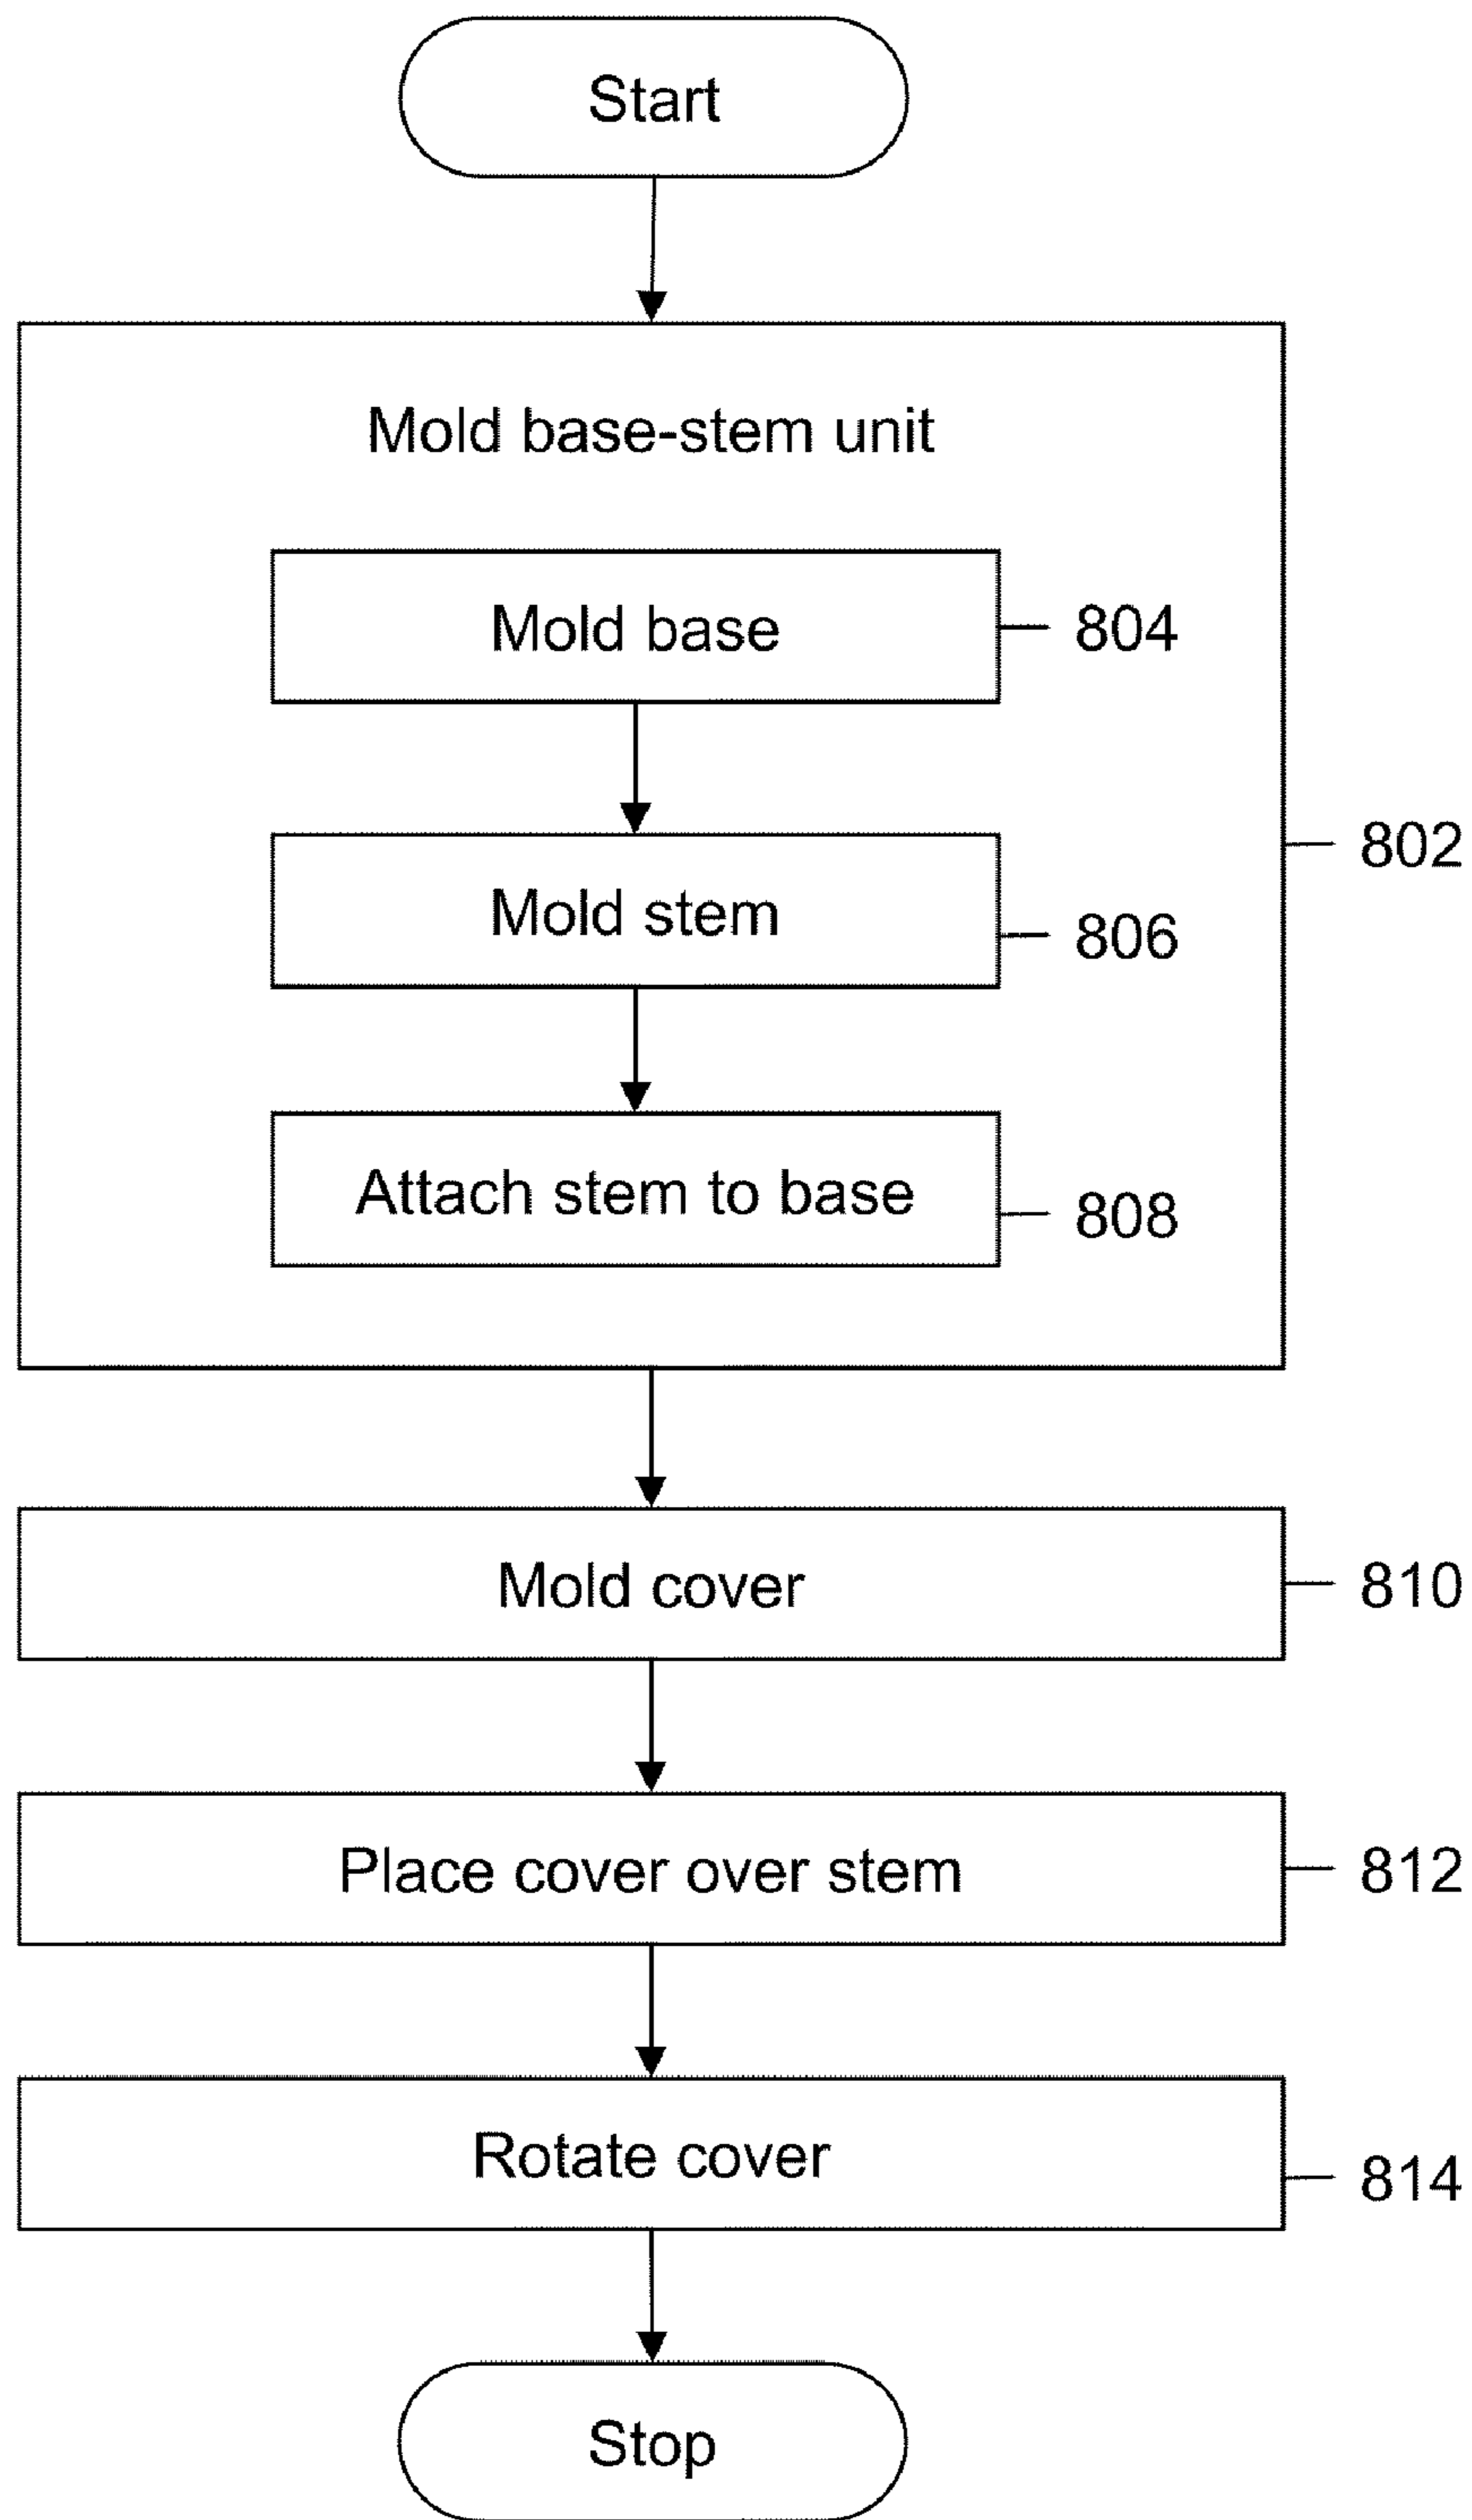 Start
Mold base-stem unit
Mold base
804
802
Mold stem
806
Attach stem to base
808
Mold cover
810
Place cover over stem
812
Rotate cover
814
Stop